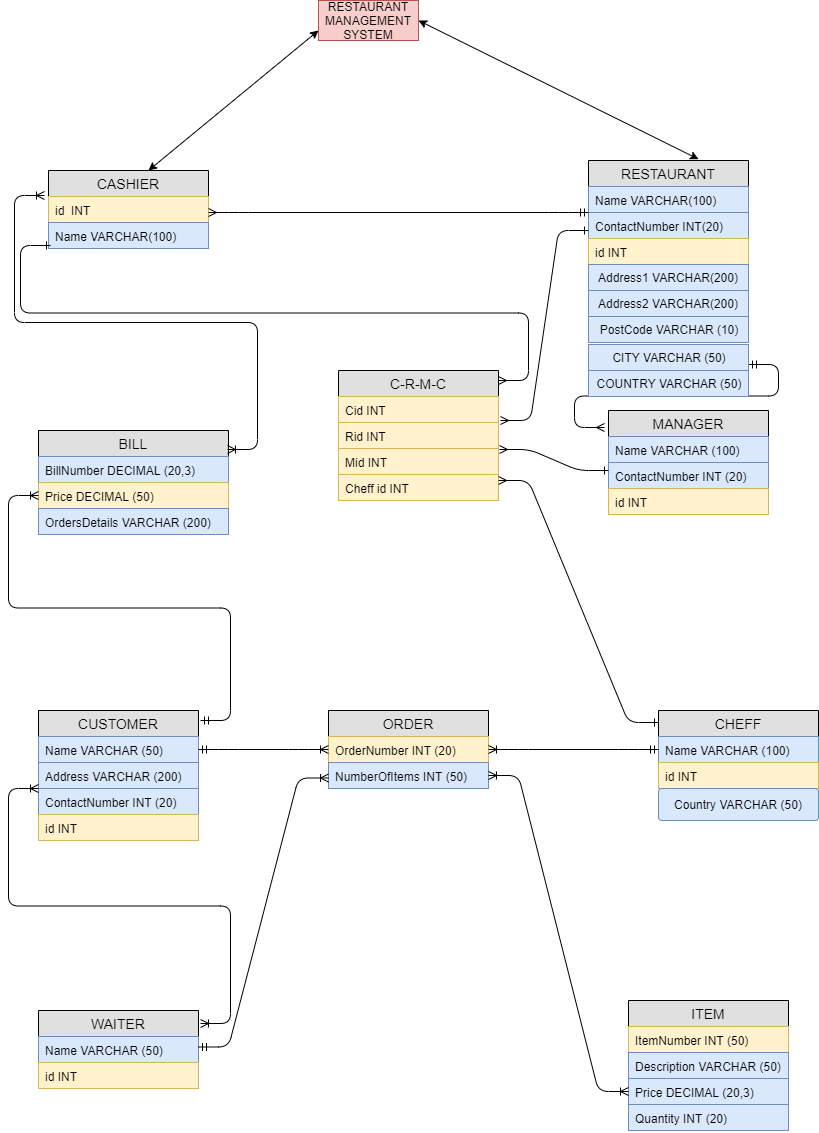 RESTAURANT
MANAGEMENT
SYSTEM
CASHIER
id  INT
Name VARCHAR(100)
RESTAURANT
Name VARCHAR(100)
ContactNumber INT(20)
id INT
Address1 VARCHAR(200)
Address2 VARCHAR(200)
PostCode VARCHAR (10)
CITY VARCHAR (50)
COUNTRY VARCHAR (50)
C-R-M-C
Cid INT
Rid INT
Mid INT
Cheff id INT
MANAGER
Name VARCHAR (100)
ContactNumber INT (20)
id INT
BILL
BillNumber DECIMAL (20,3)
Price DECIMAL (50)
OrdersDetails VARCHAR (200)
CUSTOMER
Name VARCHAR (50)
Address VARCHAR (200)
ContactNumber INT (20)
id INT
ORDER
OrderNumber INT (20)
NumberOfItems INT (50)
CHEFF
Name VARCHAR (100)
id INT
Country VARCHAR (50)
WAITER
Name VARCHAR (50)
id INT
ITEM
ItemNumber INT (50)
Description VARCHAR (50)
Price DECIMAL (20,3)
Quantity INT (20)